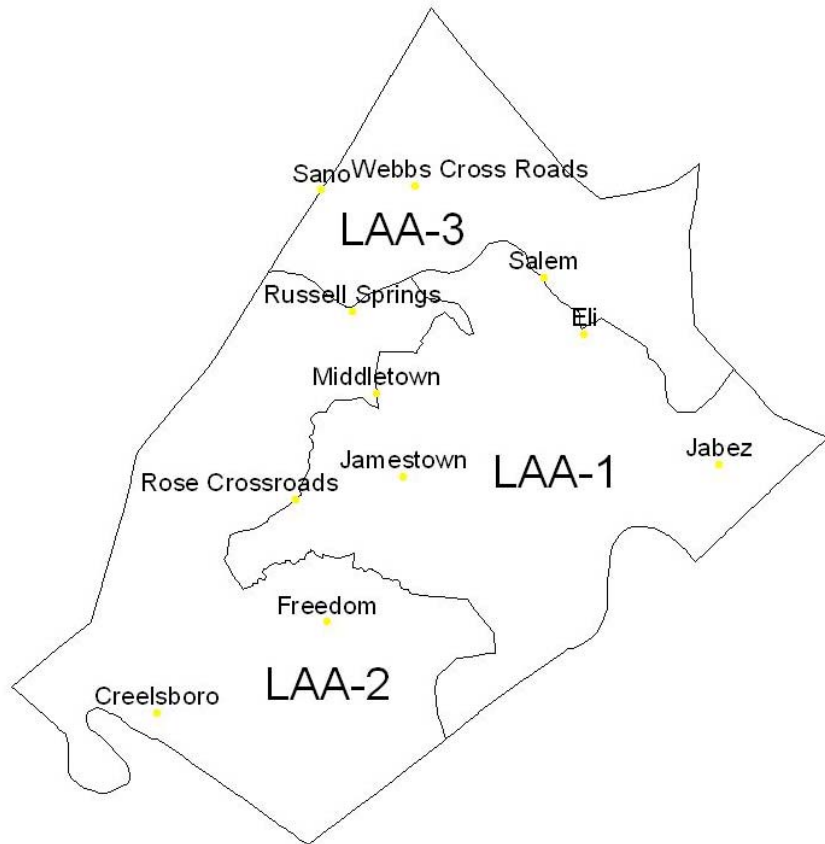 Sano
Webbs Cross Roads
LAA-3
Salem
Russell Springs
Eli
Middletown
Jabez
Jamestown
LAA-1
Rose Crossroads
Freedom
LAA-2
Creelsboro